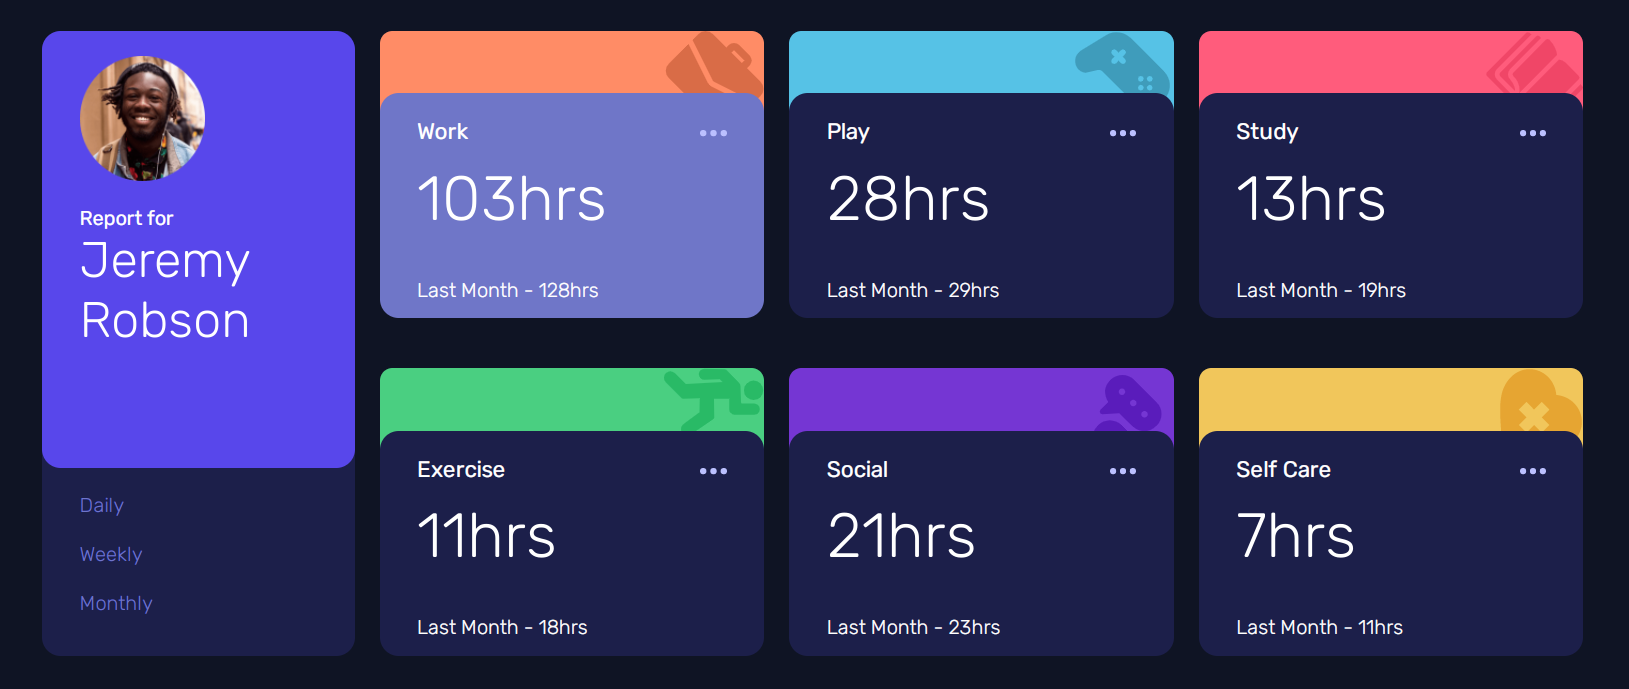 Report for
Jeremy
Robson
Daily
Weekly
Monthly
Work
103hrs
Last Month - 128hrs
Play
28hrs
Last Month - 29hrs
Study
13hrs
Last Month - 19hrs
Exercise
11hrs
Last Month - 18hrs
Social
21hrs
Last Month - 23hrs
Self Care
7hrs
Last Month - 11hrs